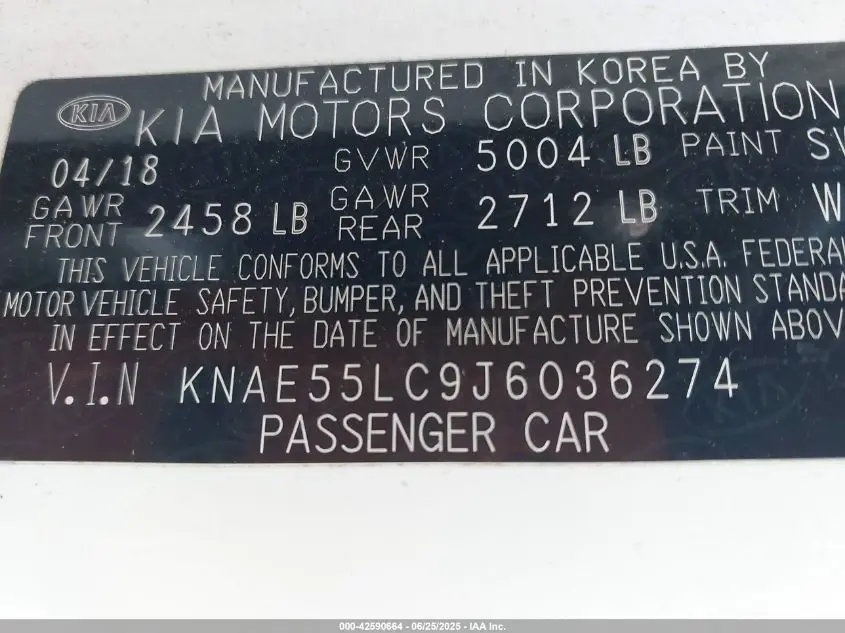 MANUFACTURED IN KOREA BY
KIA KIA MOTORS CORPORATION
04/18 GVWR 5004 LB PAINT
GAWR FRONT 2458 LB GAWR REAR 2712 LB TRIM
THIS VEHICLE CONFORMS TO ALL APPLICABLE U.S.A. FEDERAL
MOTOR VEHICLE SAFETY, BUMPER, AND THEFT PREVENTION
IN EFFECT ON THE DATE OF MANUFACTURE SHOWN
V.I.N KNAE55LC9J6036274
PASSENGER CAR
000-42590664 - 06/25/2025 - IAA Inc.